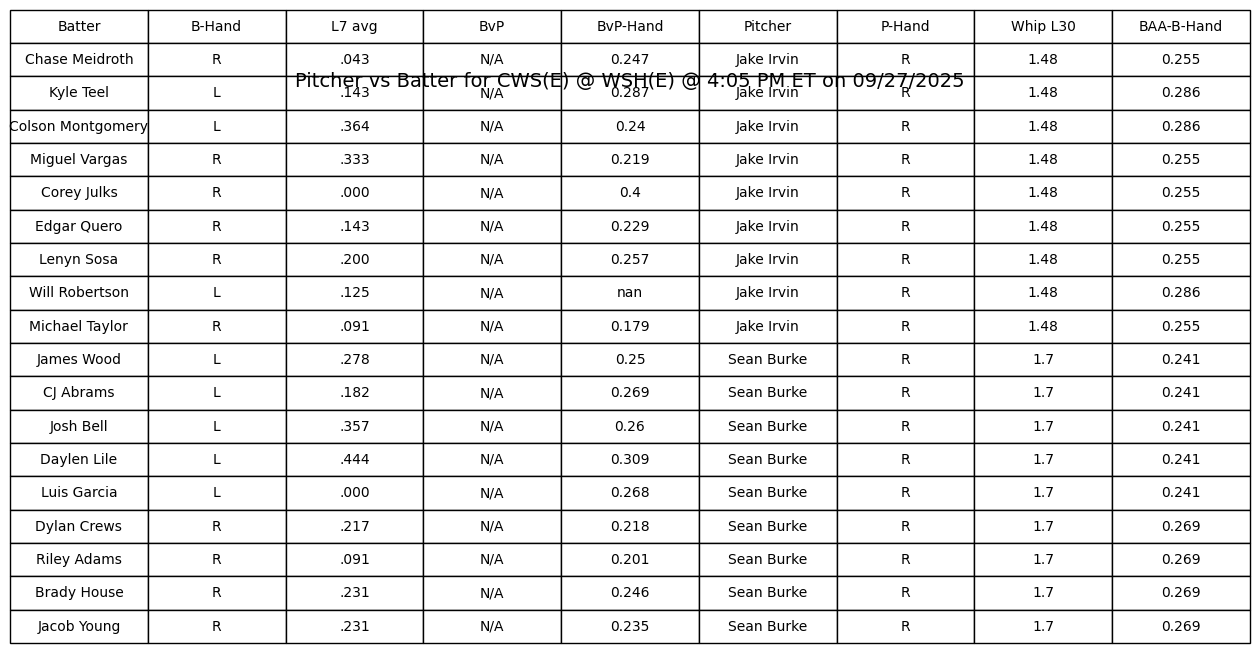 Batter B-Hand L7 avg BvP BvP-Hand Pitcher P-Hand Whip L30 BAA-B-Hand
Chase Meidroth R .043 N/A 0.247 Jake Irvin R 1.48 0.255
Pitcher vs Batter for CWS(E) @ WSH(E) @ 4:05 PM ET on 09/27/2025
Kyle Teel L .143 N/A 0.287 Jake Irvin R 1.48 0.286
Colson Montgomery L .364 N/A 0.24 Jake Irvin R 1.48 0.286
Miguel Vargas R .333 N/A 0.219 Jake Irvin R 1.48 0.255
Corey Julks R .000 N/A 0.4 Jake Irvin R 1.48 0.255
Edgar Quero R .143 N/A 0.229 Jake Irvin R 1.48 0.255
Lenyn Sosa R .200 N/A 0.257 Jake Irvin R 1.48 0.255
Will Robertson L .125 N/A nan Jake Irvin R 1.48 0.286
Michael Taylor R .091 N/A 0.179 Jake Irvin R 1.48 0.255
James Wood L .278 N/A 0.25 Sean Burke R 1.7 0.241
CJ Abrams L .182 N/A 0.269 Sean Burke R 1.7 0.241
Josh Bell L .357 N/A 0.26 Sean Burke R 1.7 0.241
Daylen Lile L .444 N/A 0.309 Sean Burke R 1.7 0.241
Luis Garcia L .000 N/A 0.268 Sean Burke R 1.7 0.241
Dylan Crews R .217 N/A 0.218 Sean Burke R 1.7 0.269
Riley Adams R .091 N/A 0.201 Sean Burke R 1.7 0.269
Brady House R .231 N/A 0.246 Sean Burke R 1.7 0.269
Jacob Young R .231 N/A 0.235 Sean Burke R 1.7 0.269